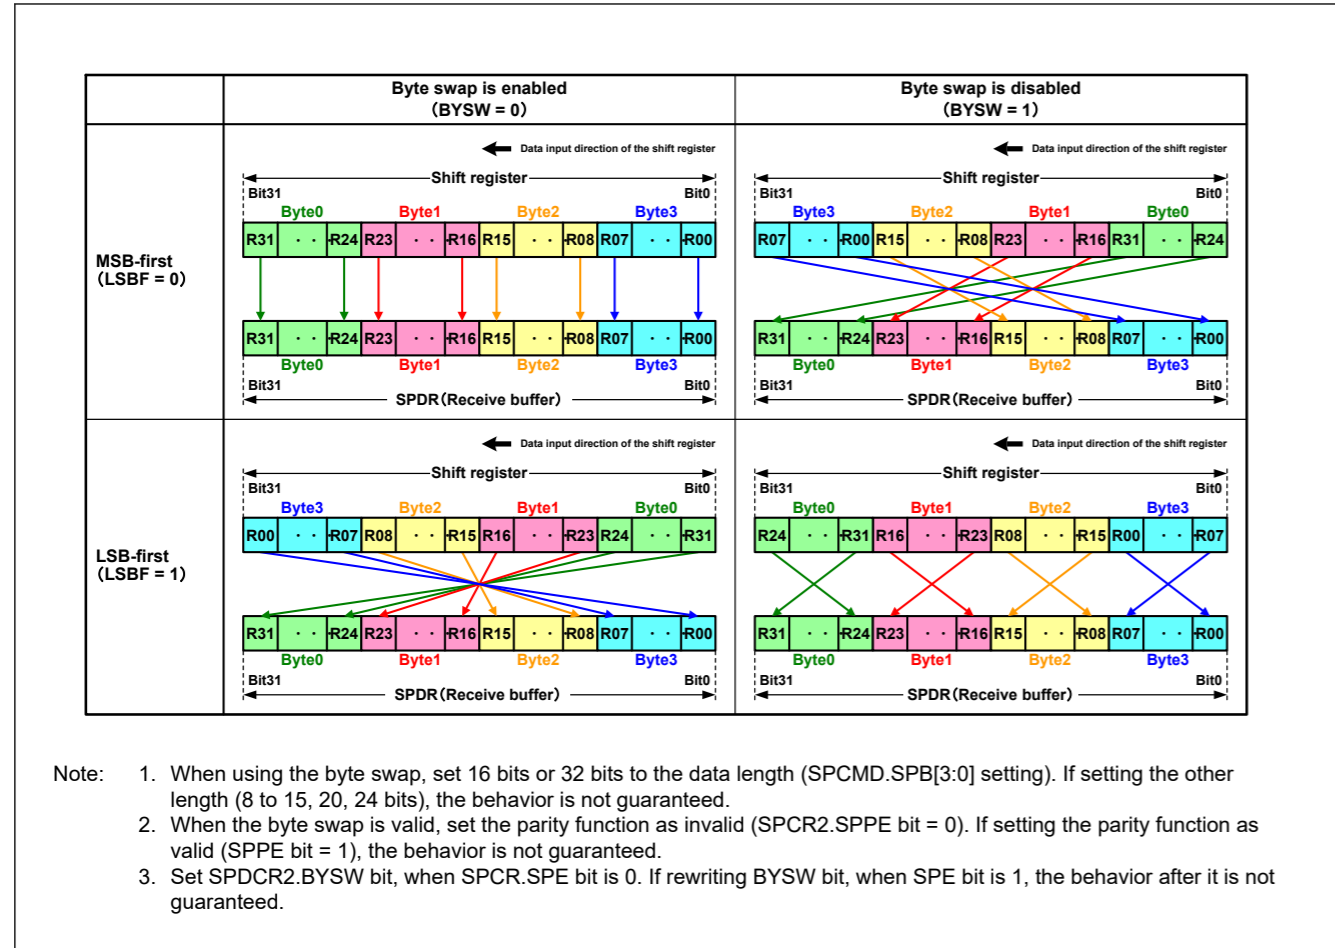 Byte swap is enabled
（BYSW = 0）
Byte swap is disabled
（BYSW = 1）
MSB-first
（LSBF = 0）
Data input direction of the shift register
Shift register
Bit31 Bit0
Byte0 Byte1 Byte2 Byte3
R31 · · R24 R23 · · R16 R15 · · R08 R07 · · R00
R31 · · R24 R23 · · R16 R15 · · R08 R07 · · R00
Byte0 Byte1 Byte2 Byte3
Bit31 Bit0
SPDR（Receive buffer）
Data input direction of the shift register
Shift register
Bit31 Bit0
Byte3 Byte2 Byte1 Byte0
R07 · · R00 R15 · · R08 R23 · · R16 R31 · · R24
R31 · · R24 R23 · · R16 R15 · · R08 R07 · · R00
Byte0 Byte1 Byte2 Byte3
Bit31 Bit0
SPDR（Receive buffer）
LSB-first
（LSBF = 1）
Data input direction of the shift register
Shift register
Bit31 Bit0
Byte3 Byte2 Byte1 Byte0
R00 · · R07 R08 · · R15 R16 · · R23 R24 · · R31
R31 · · R24 R23 · · R16 R15 · · R08 R07 · · R00
Byte0 Byte1 Byte2 Byte3
Bit31 Bit0
SPDR（Receive buffer）
Data input direction of the shift register
Shift register
Bit31 Bit0
Byte0 Byte1 Byte2 Byte3
R24 · · R31 R16 · · R23 R08 · · R15 R00 · · R07
R31 · · R24 R23 · · R16 R15 · · R08 R07 · · R00
Byte0 Byte1 Byte2 Byte3
Bit31 Bit0
SPDR（Receive buffer）
Note: 1. When using the byte swap, set 16 bits or 32 bits to the data length (SPCMD.SPB[3:0] setting). If setting the other
length (8 to 15, 20, 24 bits), the behavior is not guaranteed.
2. When the byte swap is valid, set the parity function as invalid (SPCR2.SPPE bit = 0). If setting the parity function as
valid (SPPE bit = 1), the behavior is not guaranteed.
3. Set SPDCR2.BYSW bit, when SPCR.SPE bit is 0. If rewriting BYSW bit, when SPE bit is 1, the behavior after it is not
guaranteed.